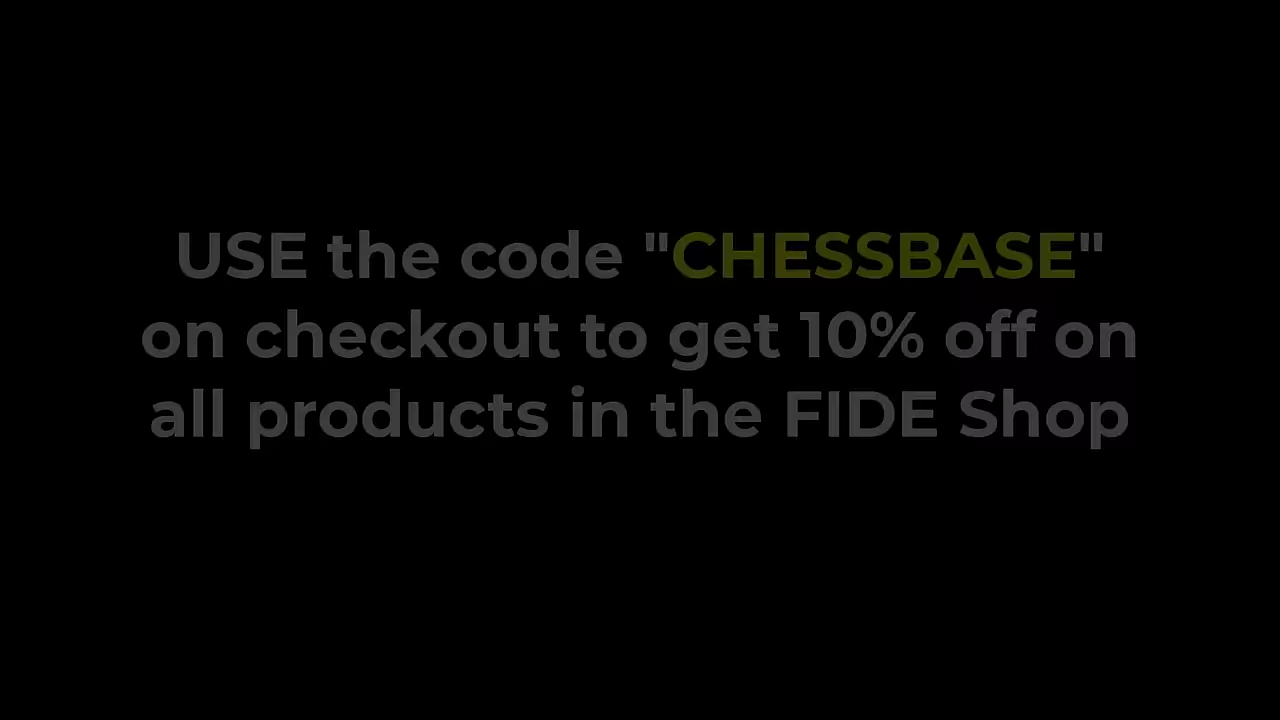 USE the code "CHESSBASE"
on checkout to get 10% off on
all products in the FIDE Shop